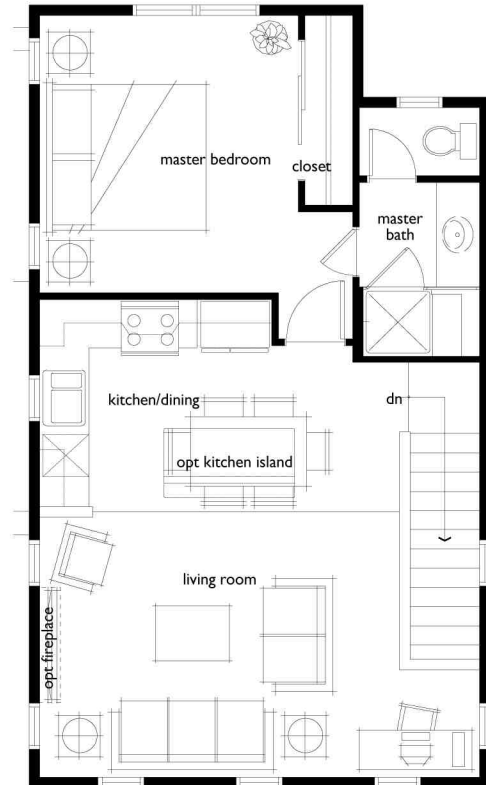 master bedroom
closet
master
bath
kitchen/dining
dn
opt kitchen island
living room
opt fireplace